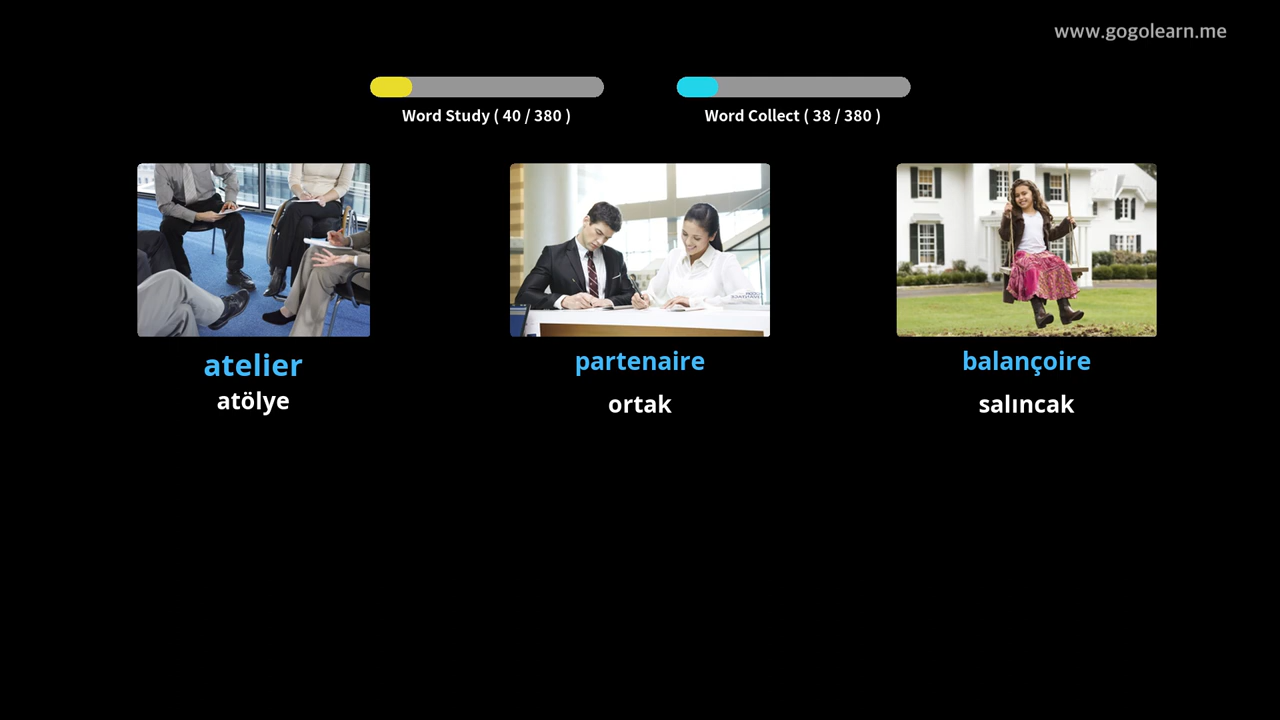 www.gogolearn.me
Word Study ( 40 / 380 )
Word Collect ( 38 / 380 )
atelier
atölye
partenaire
ortak
balançoire
salıncak